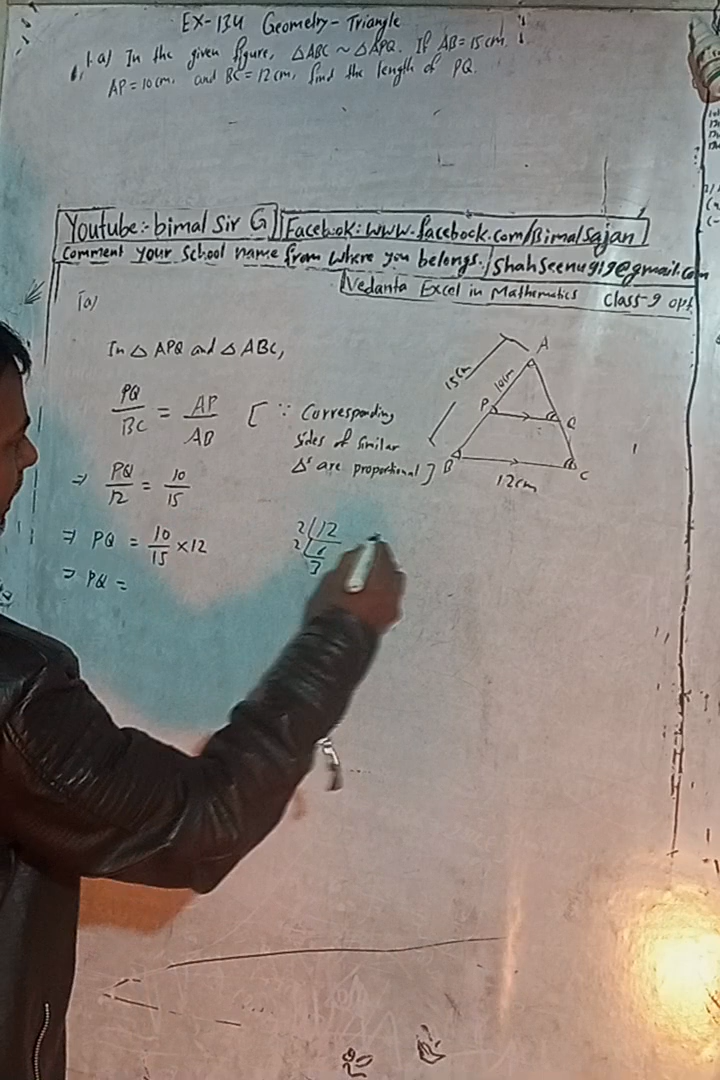 EX-13.4 Geometry - Triangle
1. a) In the given figure, △ABC ~ △APQ. If AB = 15 cm.
AP = 10 cm. and BC = 12 cm, find the length of PQ.
Youtube:- bimal Sir G
Facebook: www.facebook.com/Bimalsajan
Comment your School name from where you belongs. / Shahseenu919@gmail.com
Vedanta Excel in Mathematics Class-9 opt
(a)
In △ APQ and △ ABC,
PQ/BC = AP/AB [ ∵ Corresponding
sides of similar
△s are proportional ]
⇒ PQ/12 = 10/15
⇒ PQ = 10/15 × 12
⇒ PQ =
2 | 12
2 | 6
3
A
15cm
10cm
P
Q
B
C
12cm